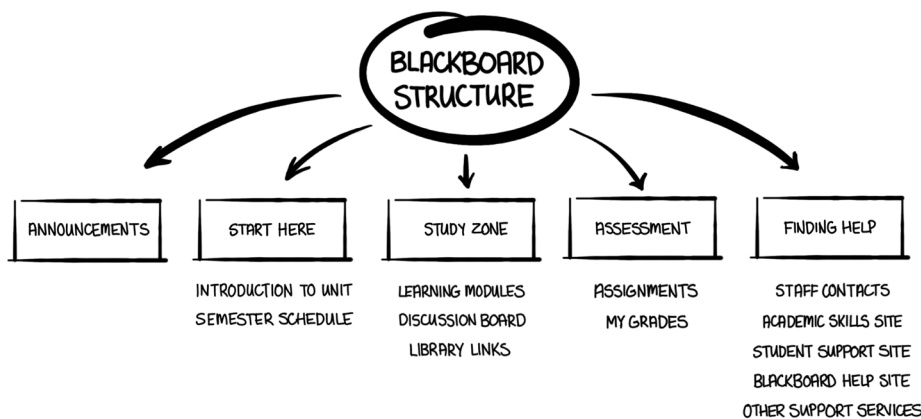 BLACKBOARD
STRUCTURE
ANNOUNCEMENTS
START HERE
STUDY ZONE
ASSESSMENT
FINDING HELP
INTRODUCTION TO UNIT
SEMESTER SCHEDULE
LEARNING MODULES
DISCUSSION BOARD
LIBRARY LINKS
ASSIGNMENTS
MY GRADES
STAFF CONTACTS
ACADEMIC SKILLS SITE
STUDENT SUPPORT SITE
BLACKBOARD HELP SITE
OTHER SUPPORT SERVICES